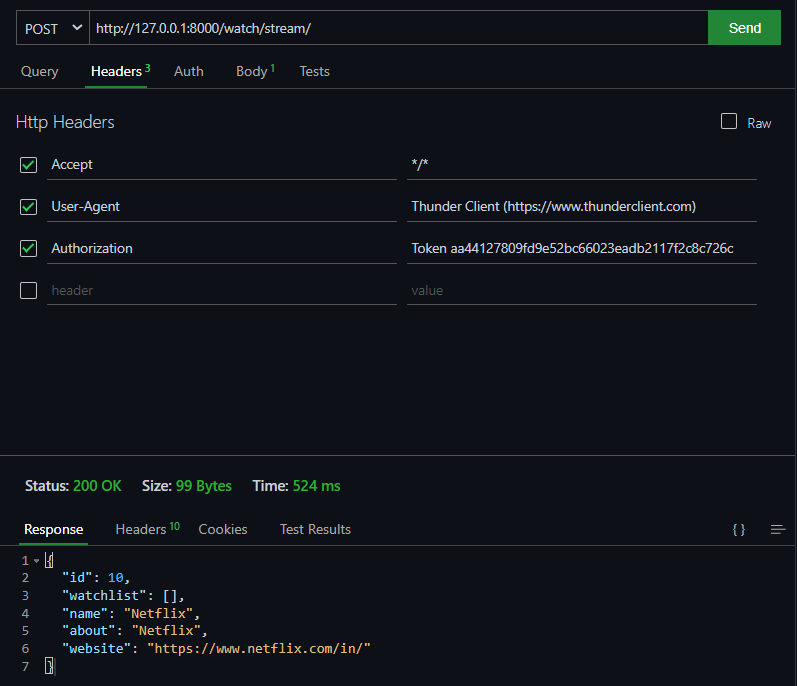 POST http://127.0.0.1:8000/watch/stream/ Send
Query Headers 3 Auth Body 1 Tests
Http Headers Raw
Accept */*
User-Agent Thunder Client (https://www.thunderclient.com)
Authorization Token aa44127809fd9e52bc66023eadb2117f2c8c726c
header value
Status: 200 OK Size: 99 Bytes Time: 524 ms
Response Headers 10 Cookies Test Results { }
1 {
2 "id": 10,
3 "watchlist": [],
4 "name": "Netflix",
5 "about": "Netflix",
6 "website": "https://www.netflix.com/in/"
7 }